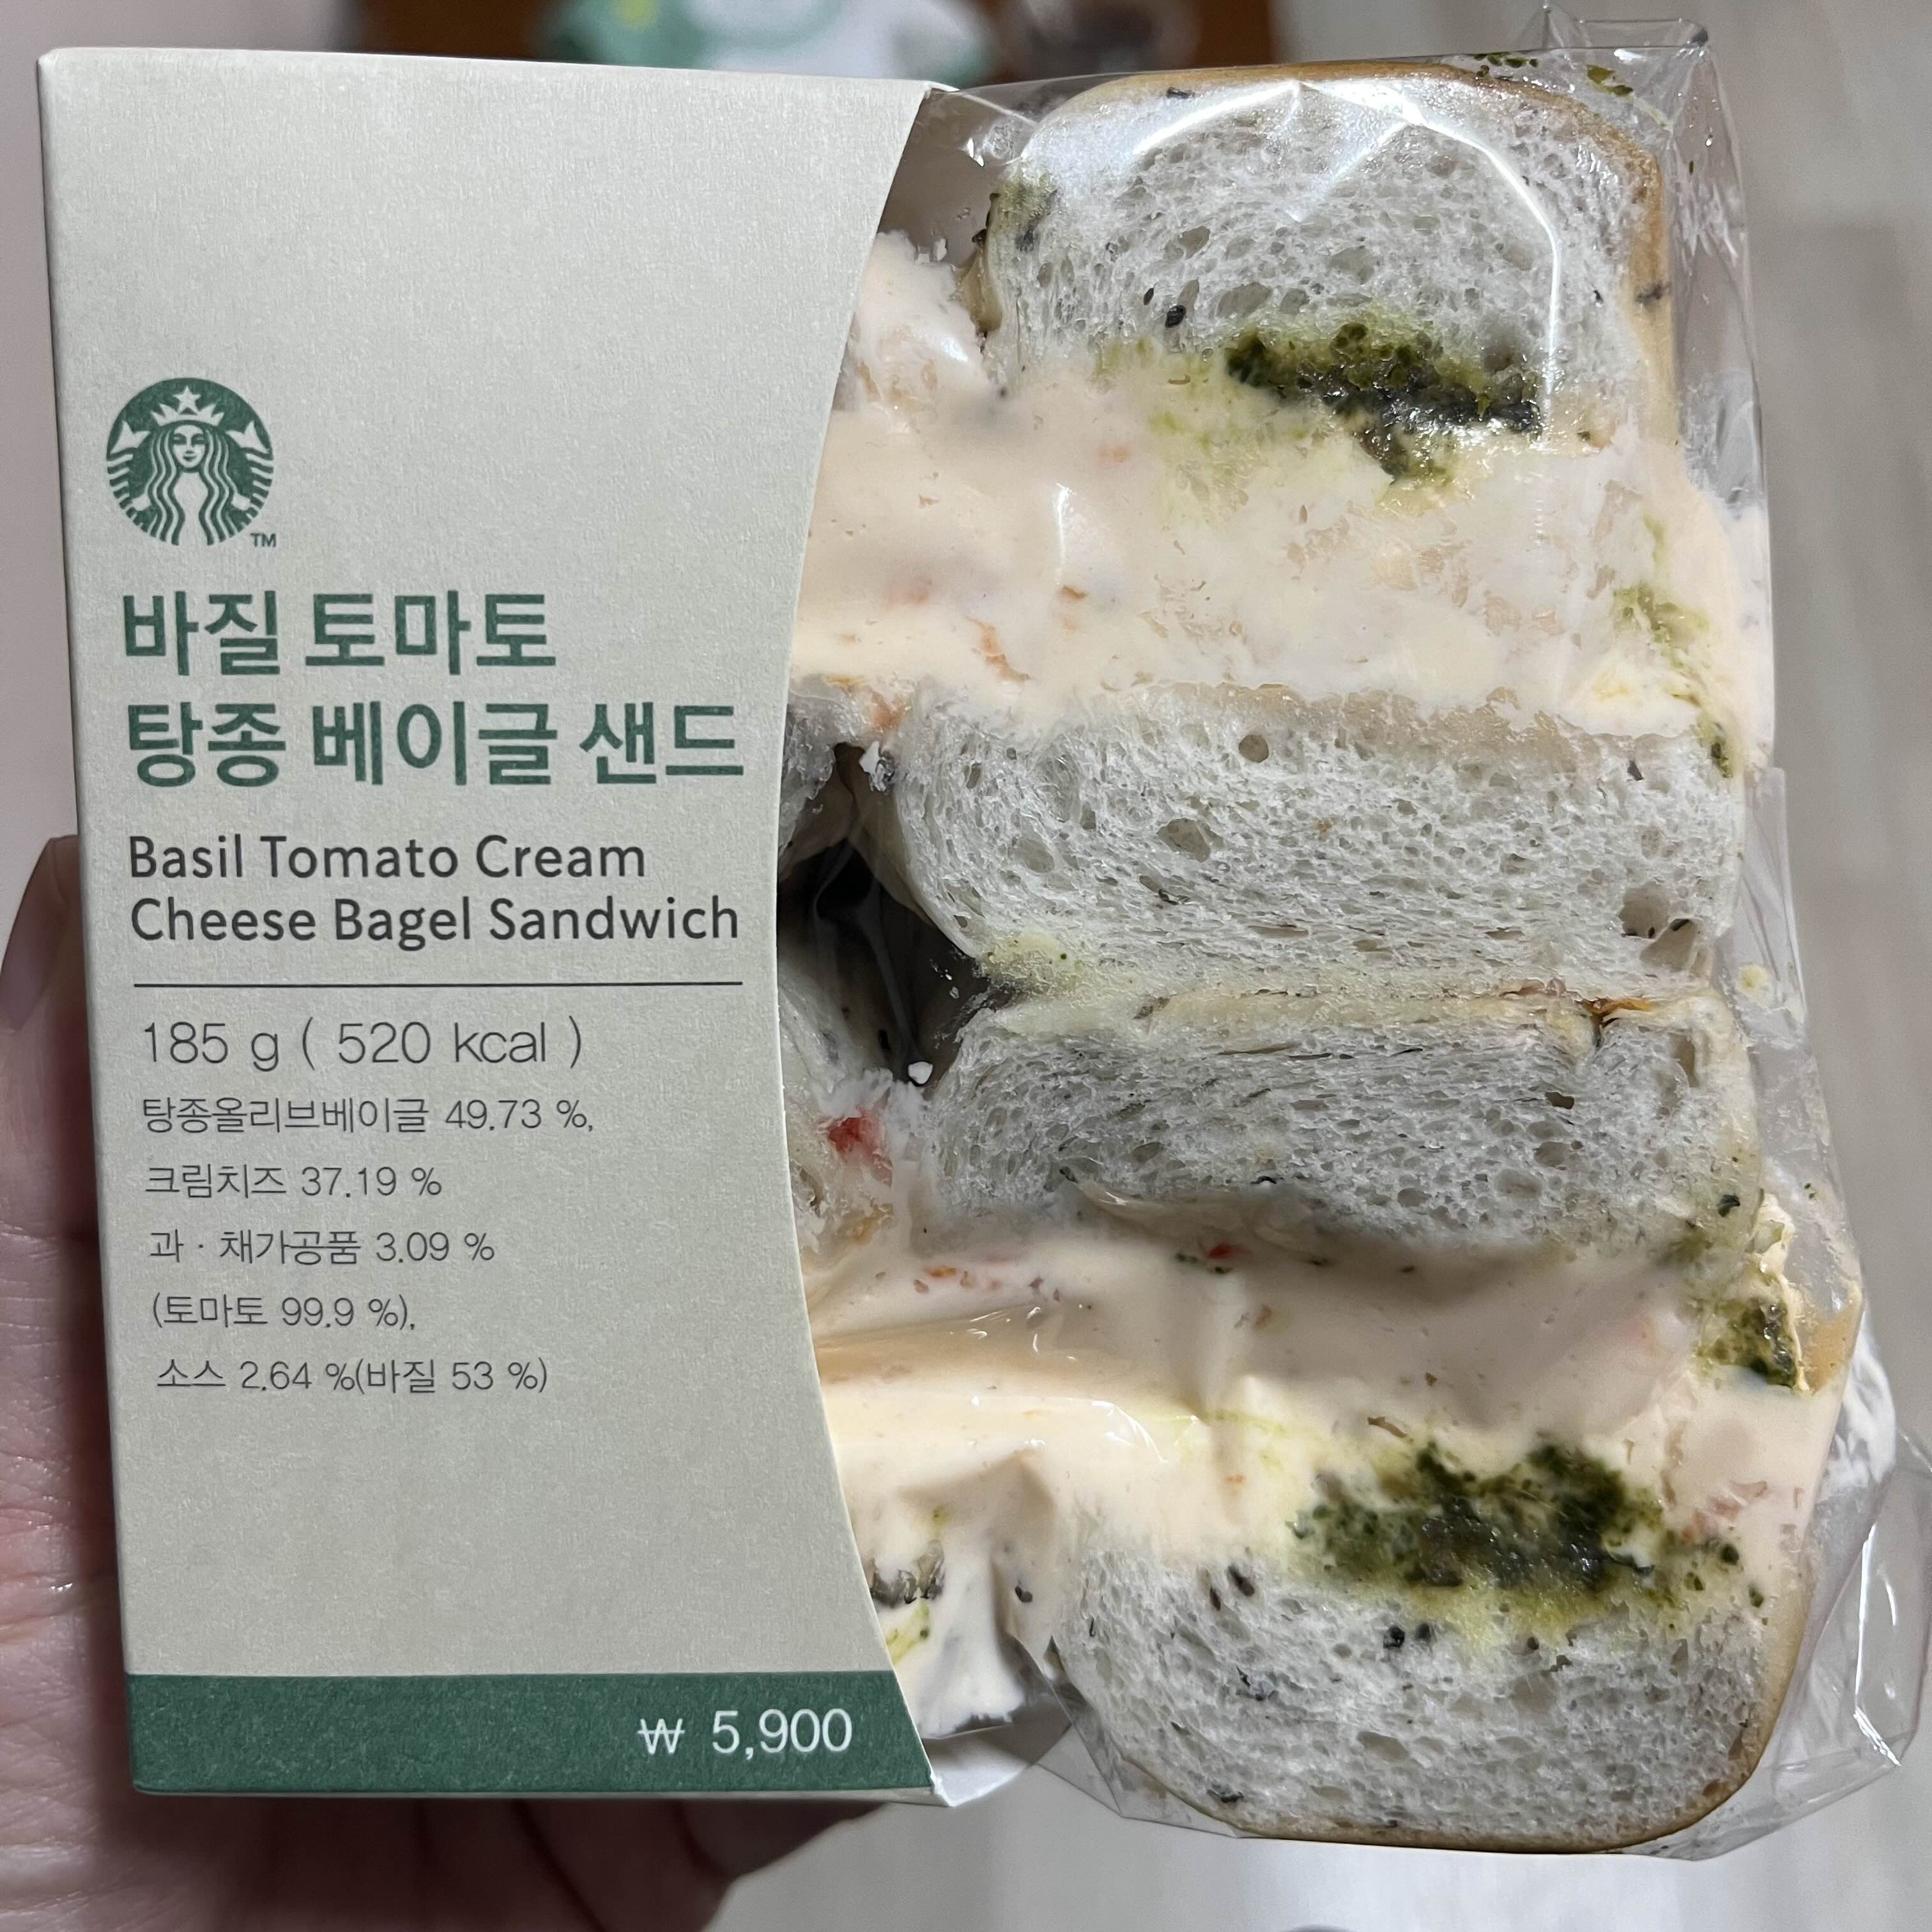 TM
바질 토마토
탕종 베이글 샌드
Basil Tomato Cream
Cheese Bagel Sandwich
185 g ( 520 kcal )
탕종올리브베이글 49.73 %,
크림치즈 37.19 %
과 · 채가공품 3.09 %
(토마토 99.9 %),
소스 2.64 %(바질 53 %)
₩ 5,900